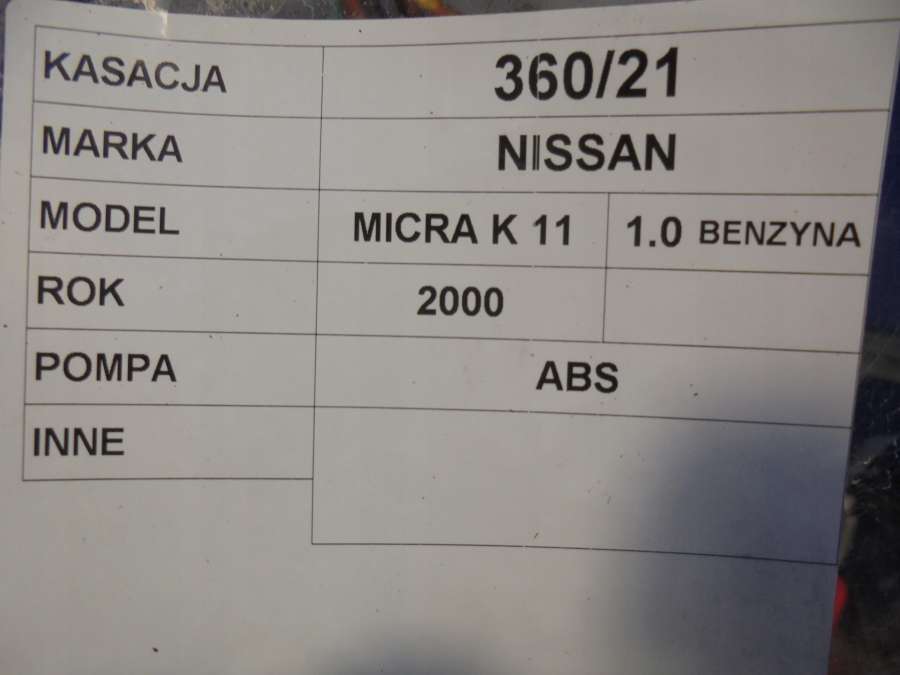 KASACJA 360/21
MARKA NISSAN
MODEL MICRA K 11 1.0 BENZYNA
ROK 2000
POMPA ABS
INNE